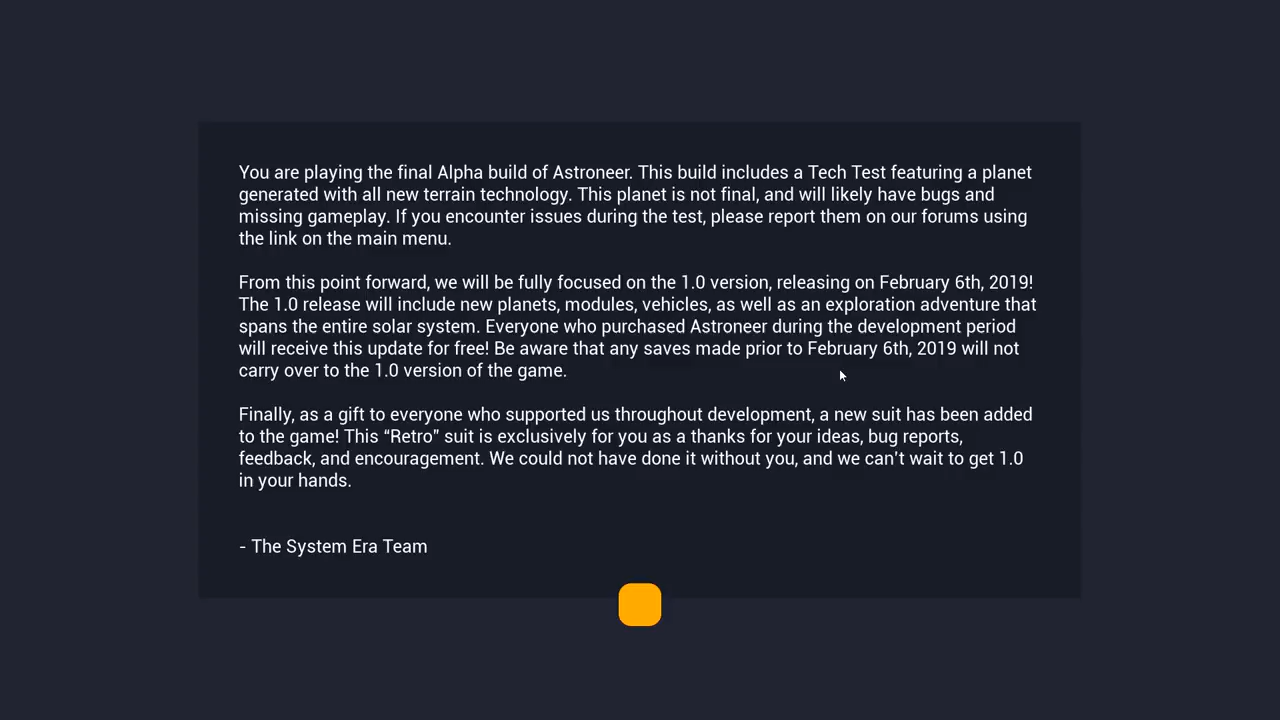 You are playing the final Alpha build of Astroneer. This build includes a Tech Test featuring a planet
generated with all new terrain technology. This planet is not final, and will likely have bugs and
missing gameplay. If you encounter issues during the test, please report them on our forums using
the link on the main menu.
From this point forward, we will be fully focused on the 1.0 version, releasing on February 6th, 2019!
The 1.0 release will include new planets, modules, vehicles, as well as an exploration adventure that
spans the entire solar system. Everyone who purchased Astroneer during the development period
will receive this update for free! Be aware that any saves made prior to February 6th, 2019 will not
carry over to the 1.0 version of the game.
Finally, as a gift to everyone who supported us throughout development, a new suit has been added
to the game! This “Retro” suit is exclusively for you as a thanks for your ideas, bug reports,
feedback, and encouragement. We could not have done it without you, and we can't wait to get 1.0
in your hands.
- The System Era Team